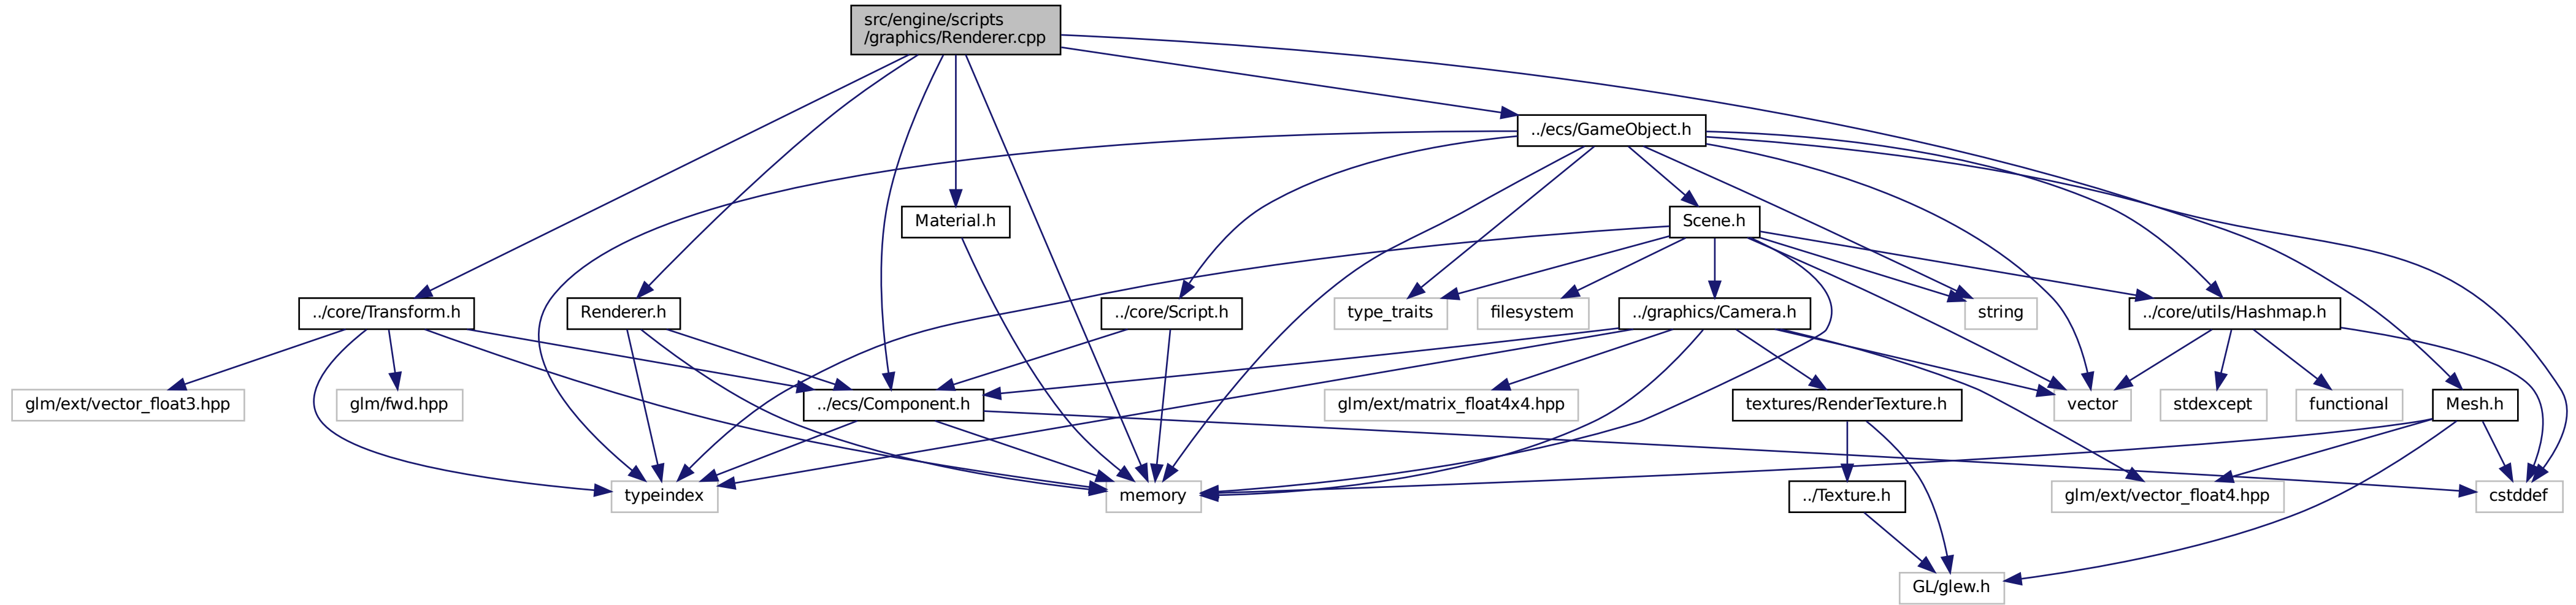 src/engine/scripts
/graphics/Renderer.cpp
../ecs/GameObject.h
Material.h
Scene.h
../core/Transform.h
Renderer.h
../core/Script.h
type_traits
filesystem
../graphics/Camera.h
string
../core/utils/Hashmap.h
glm/ext/vector_float3.hpp
glm/fwd.hpp
../ecs/Component.h
glm/ext/matrix_float4x4.hpp
textures/RenderTexture.h
vector
stdexcept
functional
Mesh.h
typeindex
memory
../Texture.h
glm/ext/vector_float4.hpp
cstddef
GL/glew.h